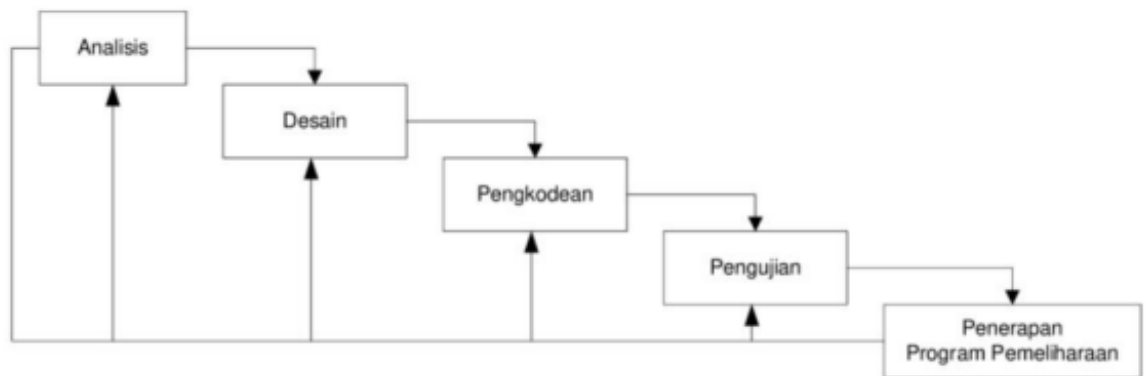 Analisis
Desain
Pengkodean
Pengujian
Penerapan
Program Pemeliharaan